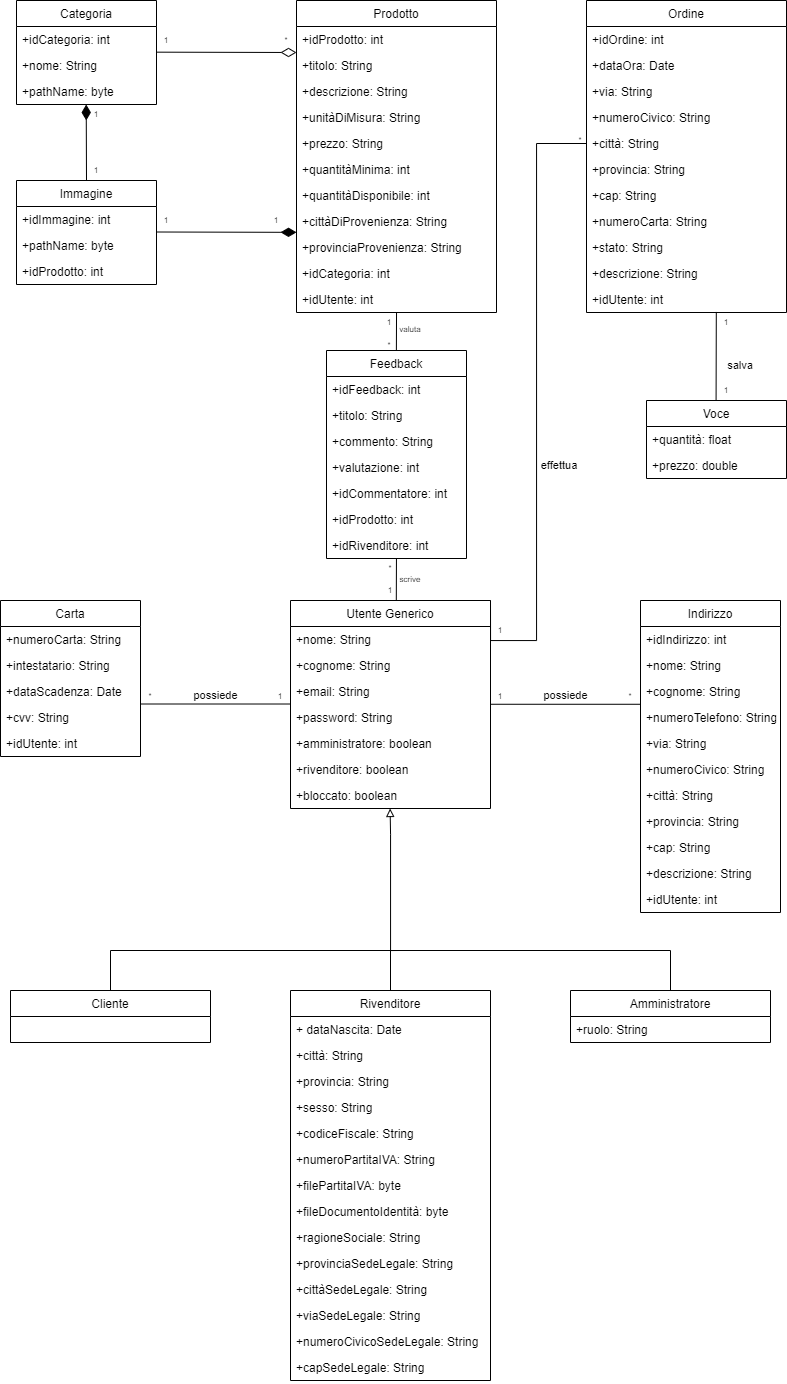 Categoria
+idCategoria: int
+nome: String
+pathName: byte
1
*
1
1
Immagine
+idImmagine: int
+pathName: byte
+idProdotto: int
1
1
Prodotto
+idProdotto: int
+titolo: String
+descrizione: String
+unitàDiMisura: String
+prezzo: String
+quantitàMinima: int
+quantitàDisponibile: int
+cittàDiProvenienza: String
+provinciaProvenienza: String
+idCategoria: int
+idUtente: int
1
valuta
*
Ordine
+idOrdine: int
+dataOra: Date
+via: String
+numeroCivico: String
+città: String
+provincia: String
+cap: String
+numeroCarta: String
+stato: String
+descrizione: String
+idUtente: int
*
1
salva
1
Voce
+quantità: float
+prezzo: double
Feedback
+idFeedback: int
+titolo: String
+commento: String
+valutazione: int
+idCommentatore: int
+idProdotto: int
+idRivenditore: int
effettua
*
scrive
1
Carta
+numeroCarta: String
+intestatario: String
+dataScadenza: Date
+cvv: String
+idUtente: int
*
possiede
1
Utente Generico
+nome: String
+cognome: String
+email: String
+password: String
+amministratore: boolean
+rivenditore: boolean
+bloccato: boolean
1
1
possiede
*
Indirizzo
+idIndirizzo: int
+nome: String
+cognome: String
+numeroTelefono: String
+via: String
+numeroCivico: String
+città: String
+provincia: String
+cap: String
+descrizione: String
+idUtente: int
Cliente
Rivenditore
+ dataNascita: Date
+città: String
+provincia: String
+sesso: String
+codiceFiscale: String
+numeroPartitaIVA: String
+filePartitaIVA: byte
+fileDocumentoIdentità: byte
+ragioneSociale: String
+provinciaSedeLegale: String
+cittàSedeLegale: String
+viaSedeLegale: String
+numeroCivicoSedeLegale: String
+capSedeLegale: String
Amministratore
+ruolo: String